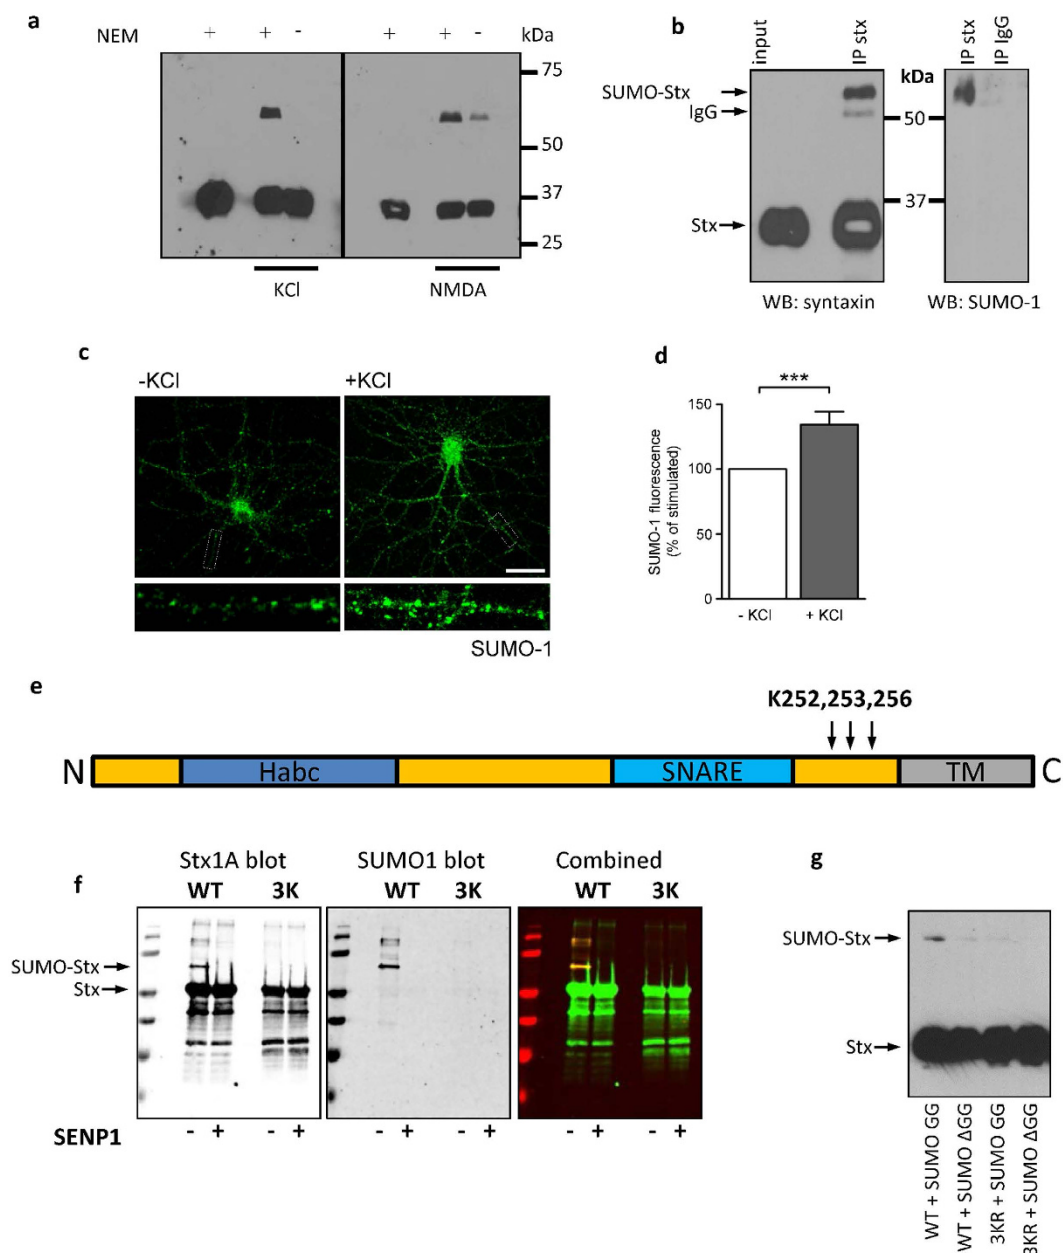 a
NEM + + - + + - kDa
75
50
37
25
KCl NMDA
b
input IP stx IP stx IP IgG
kDa
SUMO-Stx
IgG
50
37
Stx
WB: syntaxin WB: SUMO-1
c
-KCl +KCl
SUMO-1
d
***
150
100
50
0
SUMO-1 fluorescence
(% of stimulated)
- KCl + KCl
e
K252,253,256
N Habc SNARE TM C
f
Stx1A blot SUMO1 blot Combined
WT 3K WT 3K WT 3K
SUMO-Stx
Stx
SENP1 - + - + - + - + - + - +
g
SUMO-Stx
Stx
WT + SUMO GG
WT + SUMO ΔGG
3KR + SUMO GG
3KR + SUMO ΔGG